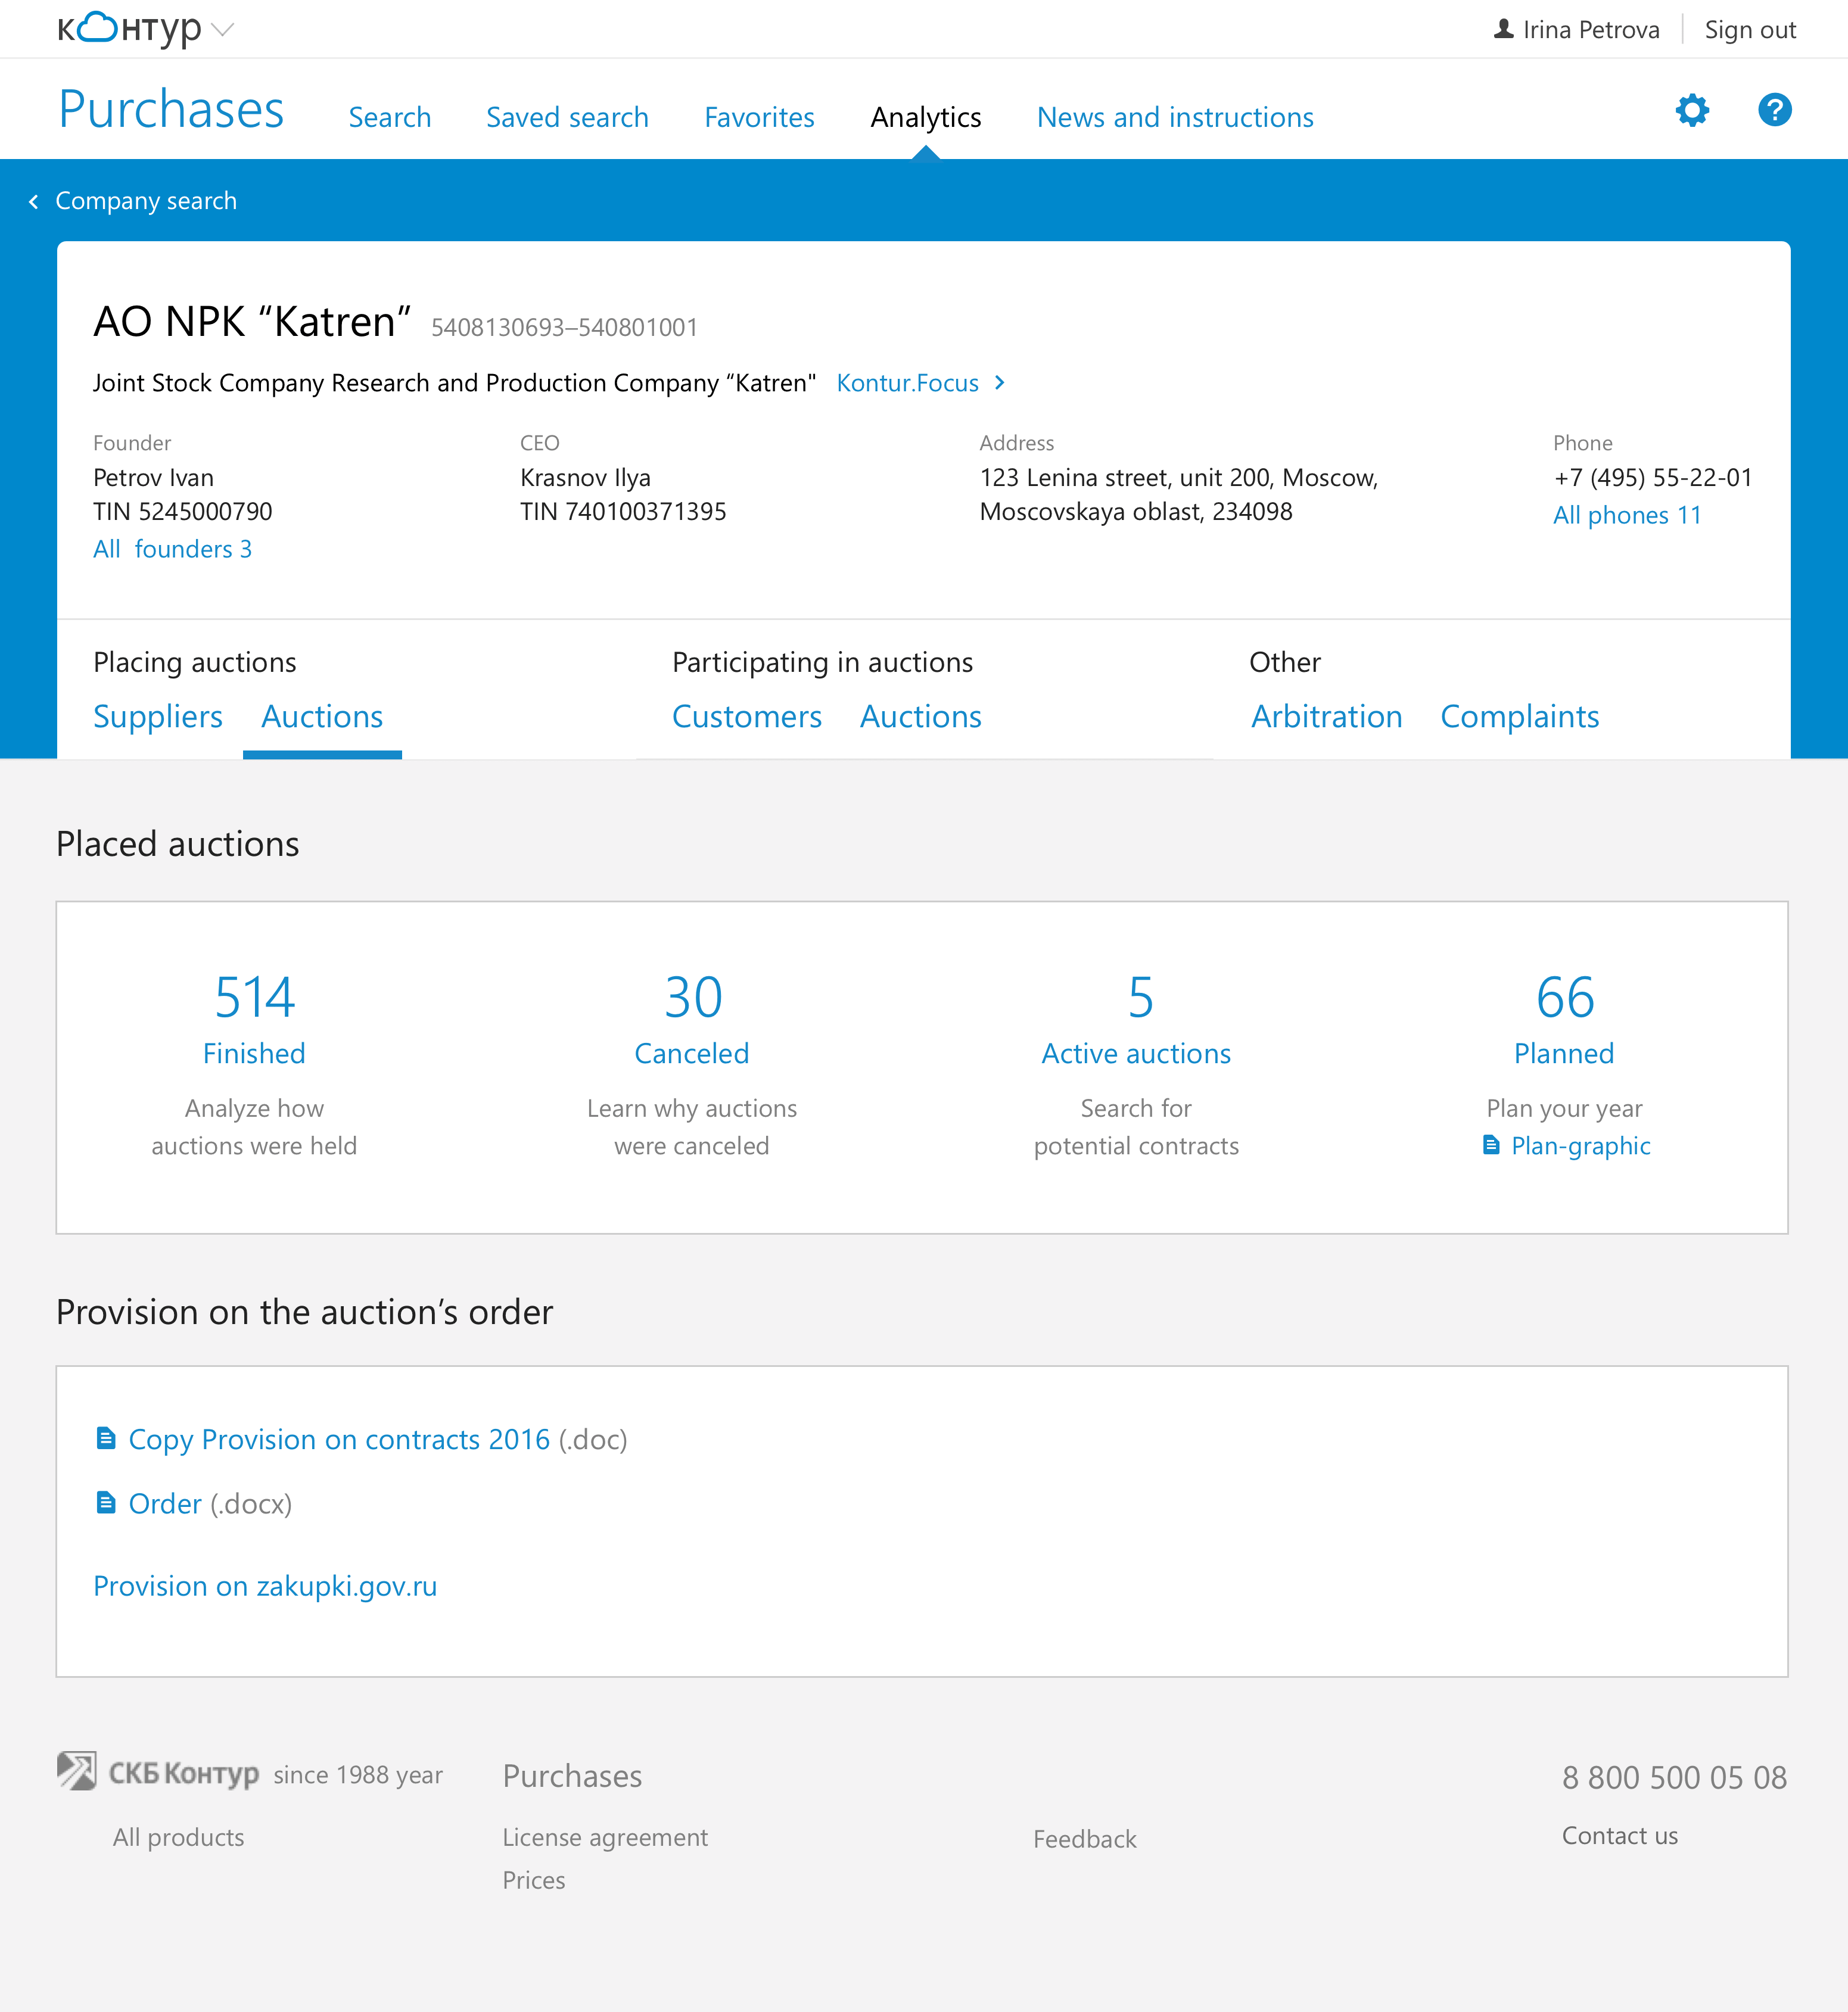 контур
Irina Petrova
Sign out
Purchases
Search
Saved search
Favorites
Analytics
News and instructions
Company search
AO NPK “Katren” 5408130693–540801001
Joint Stock Company Research and Production Company “Katren" Kontur.Focus
Founder
Petrov Ivan
TIN 5245000790
All founders 3
CEO
Krasnov Ilya
TIN 740100371395
Address
123 Lenina street, unit 200, Moscow,
Moscovskaya oblast, 234098
Phone
+7 (495) 55-22-01
All phones 11
Placing auctions
Suppliers
Auctions
Participating in auctions
Customers
Auctions
Other
Arbitration
Complaints
Placed auctions
514
Finished
Analyze how
auctions were held
30
Canceled
Learn why auctions
were canceled
5
Active auctions
Search for
potential contracts
66
Planned
Plan your year
Plan-graphic
Provision on the auction’s order
Copy Provision on contracts 2016 (.doc)
Order (.docx)
Provision on zakupki.gov.ru
СКБ Контур since 1988 year
All products
Purchases
License agreement
Prices
Feedback
8 800 500 05 08
Contact us